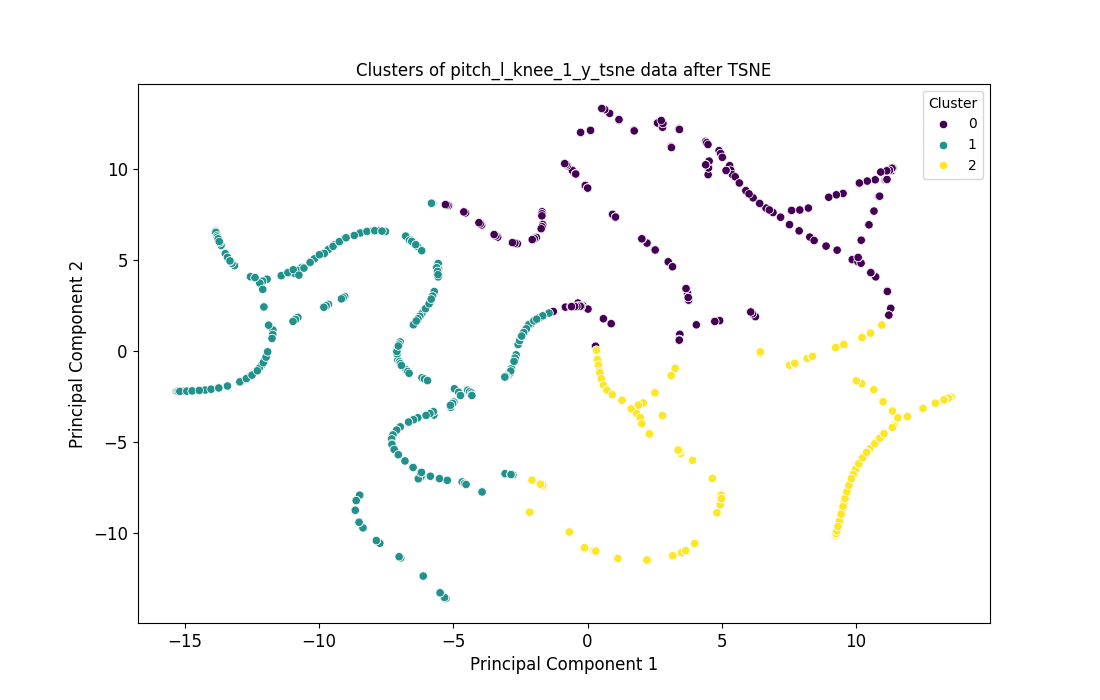 Clusters of pitch_l_knee_1_y_tsne data after TSNE
Cluster
0
1
2
10
5
0
−5
−10
Principal Component 2
−15 −10 −5 0 5 10
Principal Component 1